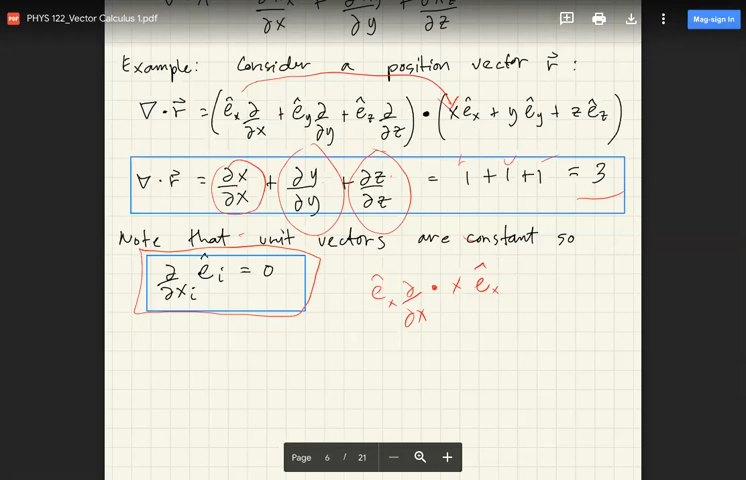 PHYS 122_Vector Calculus 1.pdf
Mag-sign in
∂x ∂y ∂z
Example: Consider a position vector r⃗ :
∇ · r⃗ = (ê_x ∂/∂x + ê_y ∂/∂y + ê_z ∂/∂z) · (x ê_x + y ê_y + z ê_z)
∇ · r⃗ = ∂x/∂x + ∂y/∂y + ∂z/∂z = 1 + 1 + 1 = 3
Note that unit vectors are constant so
∂/∂x_i ê_i = 0
ê_x ∂/∂x · x ê_x
Page 6 / 21